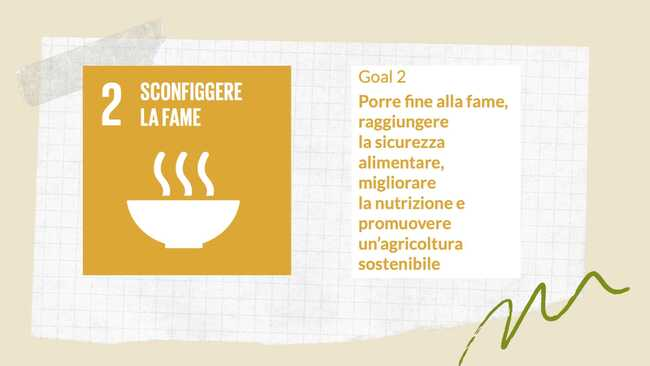 2
SCONFIGGERE
LA FAME
Goal 2
Porre fine alla fame,
raggiungere
la sicurezza
alimentare,
migliorare
la nutrizione e
promuovere
un'agricoltura
sostenibile